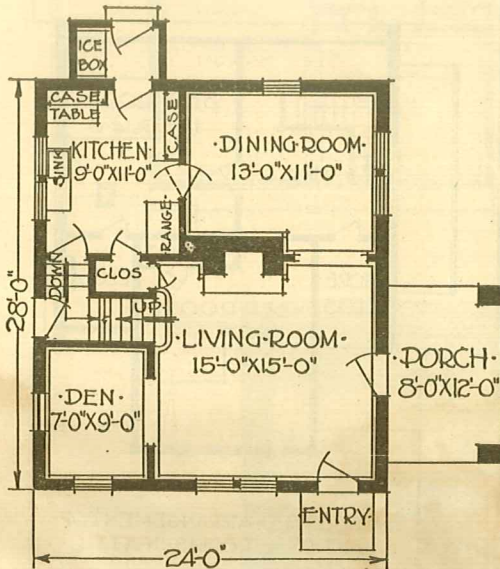 ICE
BOX
CASE
TABLE
CASE
KITCHEN
9'-0"X11'-0"
SINK
RANGE
·DINING·ROOM·
13'-0"X11'-0"
DOWN
CLOS
UP
28'-0"
·LIVING·ROOM·
15'-0"X15'-0"
·PORCH·
8'-0"X12'-0"
·DEN·
7'-0"X9'-0"
·ENTRY·
24'-0"